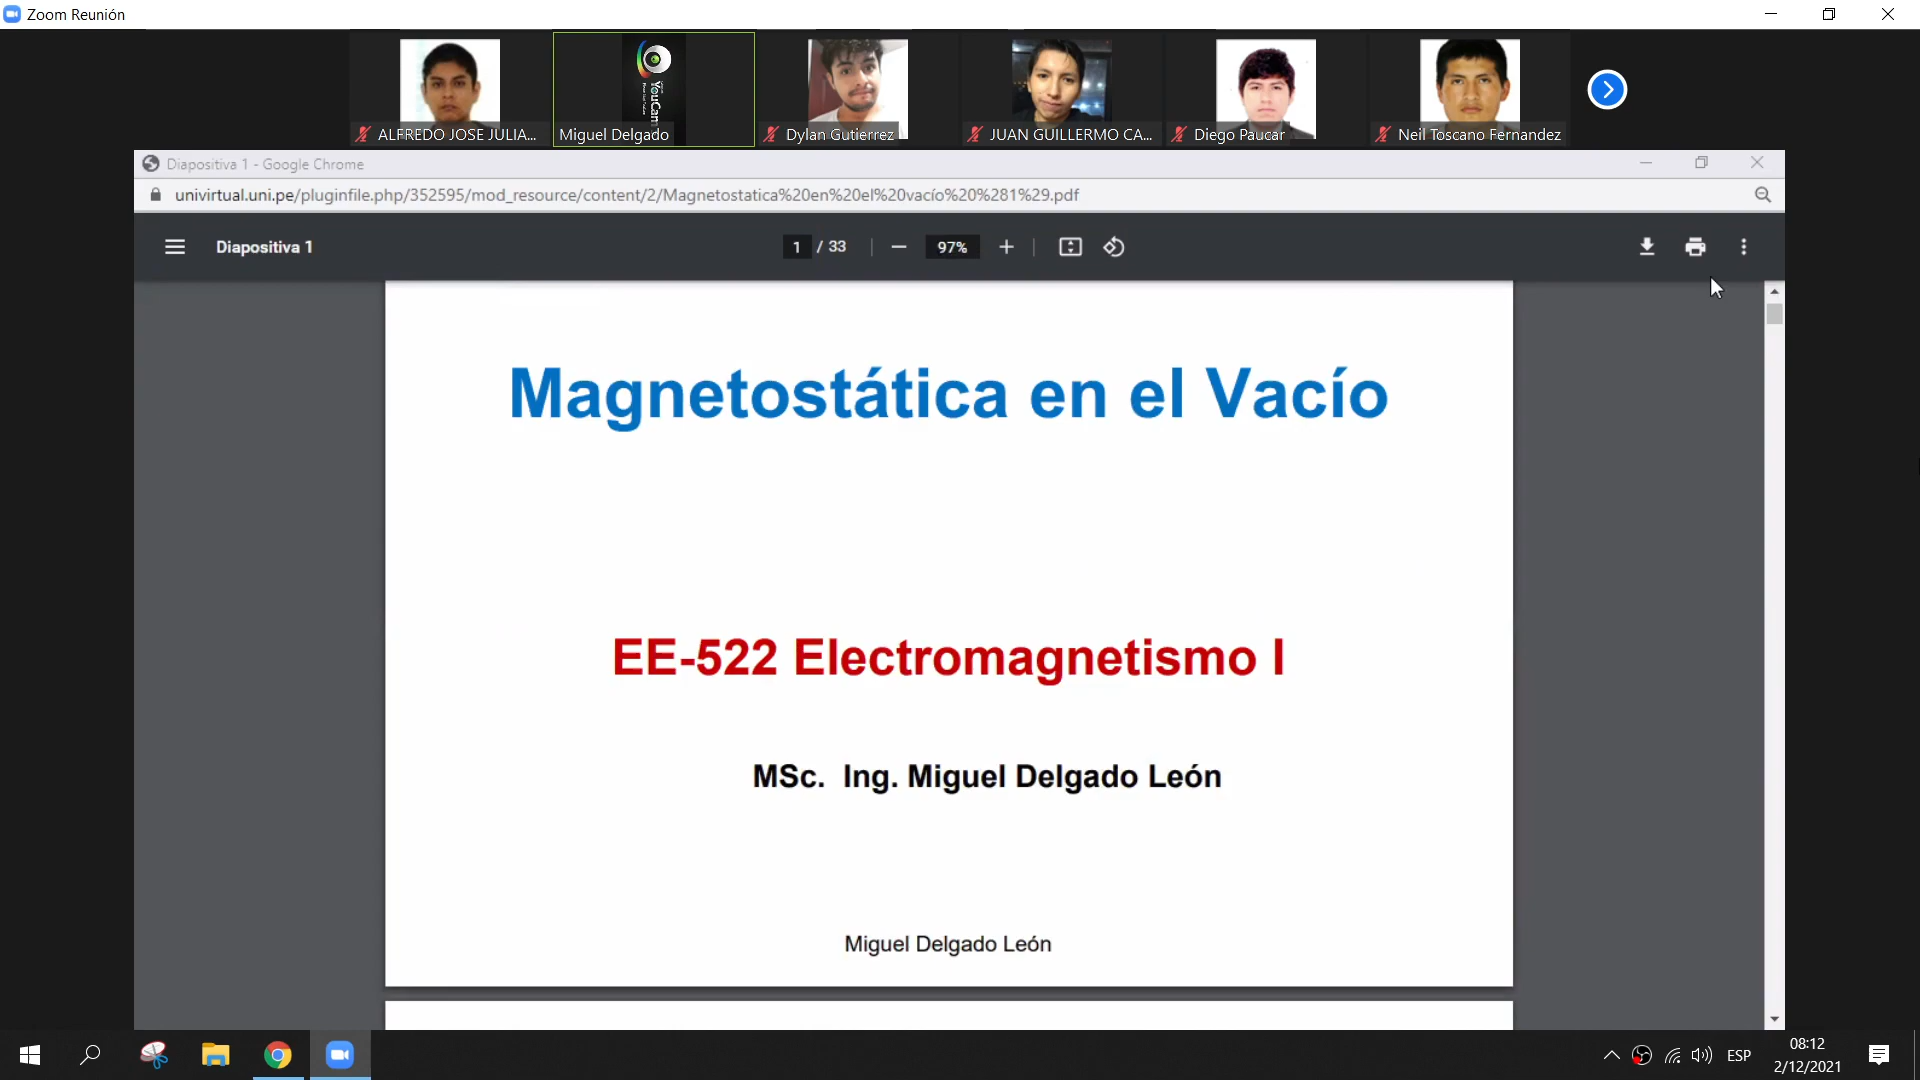 Zoom Reunión
YouCam
ALFREDO JOSE JULIA...
Miguel Delgado
Dylan Gutierrez
JUAN GUILLERMO CA...
Diego Paucar
Neil Toscano Fernandez
Diapositiva 1 - Google Chrome
univirtual.uni.pe/pluginfile.php/352595/mod_resource/content/2/Magnetostatica%20en%20el%20vacío%20%281%29.pdf
Diapositiva 1
1 / 33
97%
Magnetostática en el Vacío
EE-522 Electromagnetismo I
MSc. Ing. Miguel Delgado León
Miguel Delgado León
ESP
08:12
2/12/2021